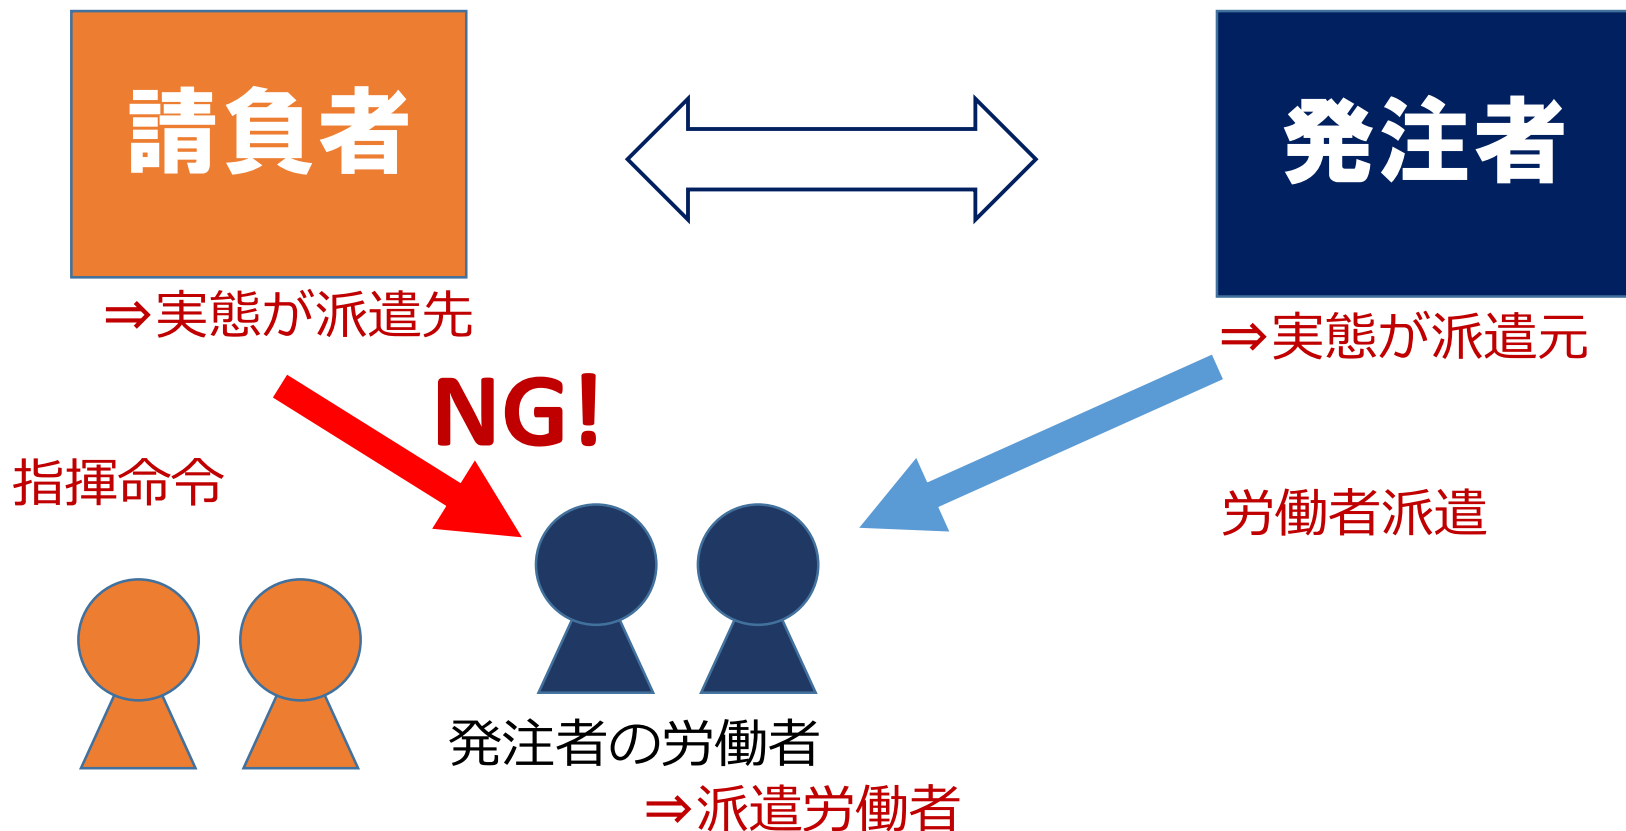 請負者
発注者
⇒実態が派遣先
⇒実態が派遣元
NG!
指揮命令
労働者派遣
発注者の労働者
⇒派遣労働者